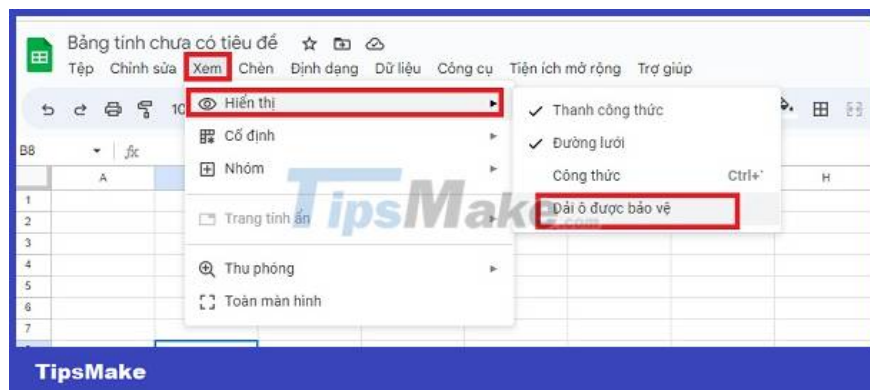 Bảng tính chưa có tiêu đề
Tệp Chỉnh sửa Xem Chèn Định dạng Dữ liệu Công cụ Tiện ích mở rộng Trợ giúp
10
Hiển thị
Thanh công thức
Cố định
Đường lưới
B8 fx
Nhóm
Công thức Ctrl+`
A H
Dải ô được bảo vệ
1
TipsMake.com
Trang tính ẩn
2
3
4
Thu phóng
5
Toàn màn hình
6
7
TipsMake